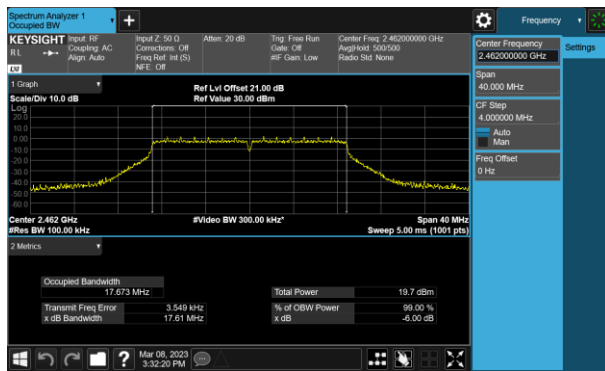 Spectrum Analyzer 1
Occupied BW
Frequency
KEYSIGHT
RL
Input: RF
Coupling: AC
Align: Auto
Input Z: 50 Ω
Corrections: Off
Freq Ref: Int (S)
NFE: Off
Atten: 20 dB
Trig: Free Run
Gate: Off
#IF Gain: Low
Center Freq: 2.462000000 GHz
Avg|Hold: 500/500
Radio Std: None
Center Frequency
2.462000000 GHz
Settings
Span
40.000 MHz
CF Step
4.000000 MHz
Auto
Man
Freq Offset
0 Hz
1 Graph
Scale/Div 10.0 dB
Ref Lvl Offset 21.00 dB
Ref Value 30.00 dBm
Log
20.0
10.0
0.00
-10.0
-20.0
-30.0
-40.0
-50.0
-60.0
Center 2.462 GHz
#Res BW 100.00 kHz
#Video BW 300.00 kHz*
Span 40 MHz
Sweep 5.00 ms (1001 pts)
2 Metrics
Occupied Bandwidth
17.673 MHz
Total Power 19.7 dBm
Transmit Freq Error 3.549 kHz
% of OBW Power 99.00 %
x dB Bandwidth 17.61 MHz
x dB -6.00 dB
?
Mar 08, 2023
3:32:20 PM